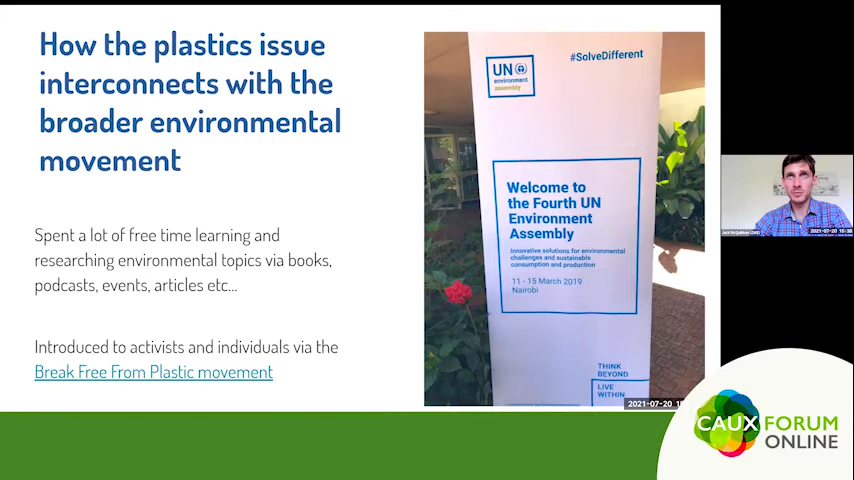 How the plastics issue
interconnects with the
broader environmental
movement
Spent a lot of free time learning and
researching environmental topics via books,
podcasts, events, articles etc...
Introduced to activists and individuals via the
Break Free From Plastic movement
UN
environment
assembly
#SolveDifferent
Welcome to
the Fourth UN
Environment
Assembly
Innovative solutions for environmental
challenges and sustainable
consumption and production
11 - 15 March 2019
Nairobi
THINK
BEYOND
LIVE
WITHIN
2021-07-20
2021-07-20
CAUX FORUM
ONLINE